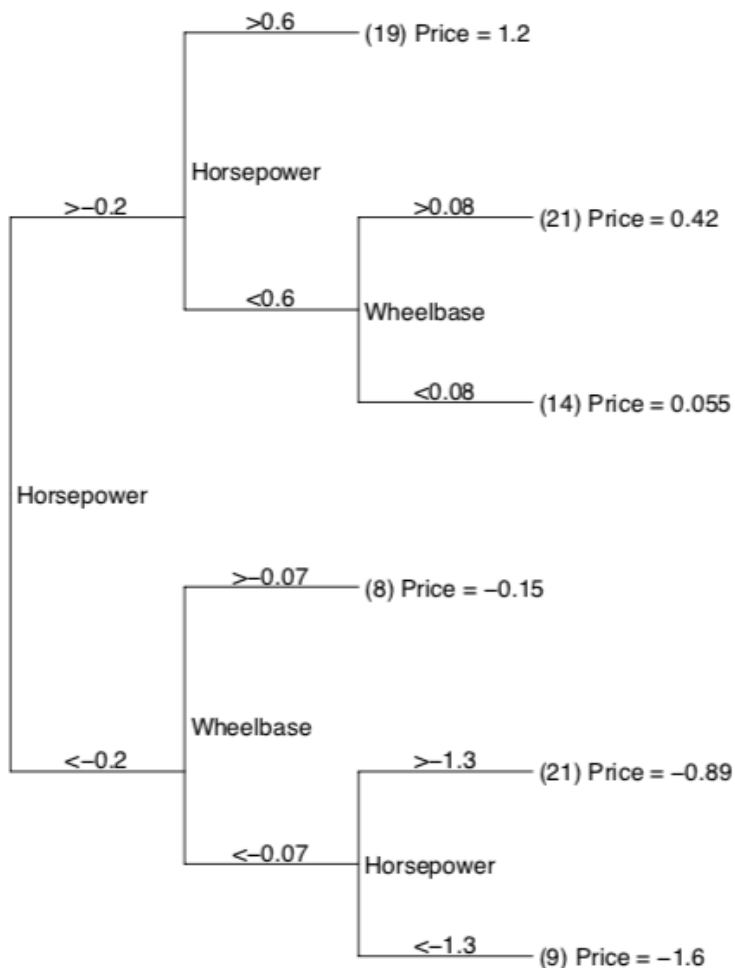 >0.6
(19) Price = 1.2
Horsepower
>−0.2
>0.08
(21) Price = 0.42
<0.6
Wheelbase
<0.08
(14) Price = 0.055
Horsepower
>−0.07
(8) Price = −0.15
Wheelbase
<−0.2
>−1.3
(21) Price = −0.89
<−0.07
Horsepower
<−1.3
(9) Price = −1.6